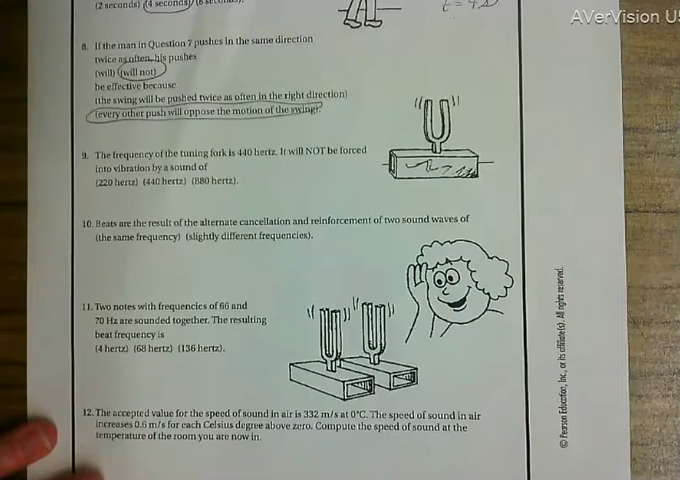 (2 seconds) (4 seconds) (8 seconds)
t = 4 s
AVerVision U
8. If the man in Question 7 pushes in the same direction
twice as often, his pushes
(will) (will not)
be effective because
(the swing will be pushed twice as often in the right direction)
(every other push will oppose the motion of the swing).
9. The frequency of the tuning fork is 440 hertz. It will NOT be forced
into vibration by a sound of
(220 hertz) (440 hertz) (880 hertz).
10. Beats are the result of the alternate cancellation and reinforcement of two sound waves of
(the same frequency) (slightly different frequencies).
11. Two notes with frequencies of 66 and
70 Hz are sounded together. The resulting
beat frequency is
(4 hertz) (68 hertz) (136 hertz).
12. The accepted value for the speed of sound in air is 332 m/s at 0°C. The speed of sound in air
increases 0.6 m/s for each Celsius degree above zero. Compute the speed of sound at the
temperature of the room you are now in.
© Pearson Education, Inc., or its affiliate(s). All rights reserved.